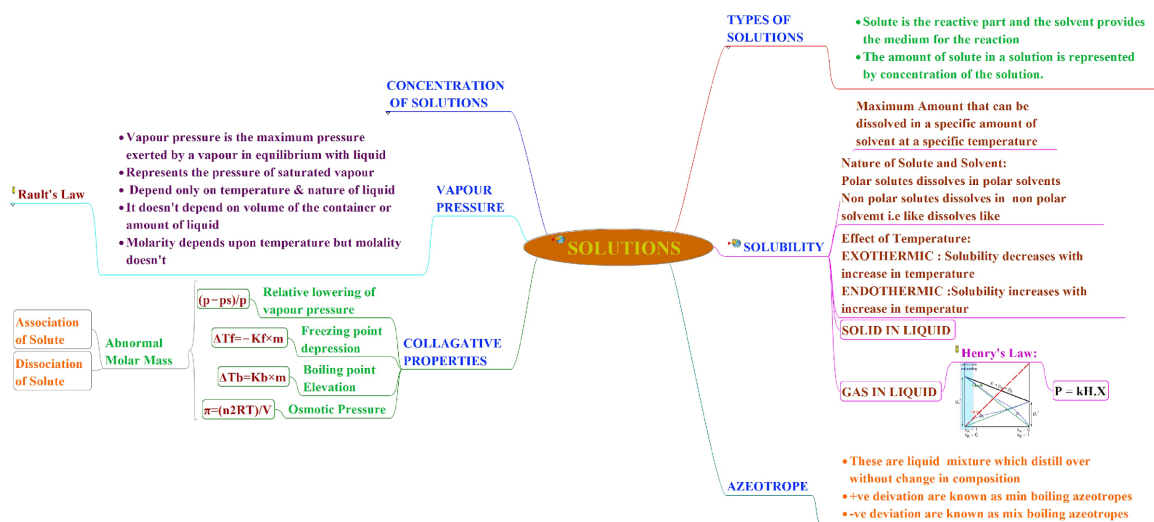 SOLUTIONS
TYPES OF
SOLUTIONS
•Solute is the reactive part and the solvent provides
the medium for the reaction
•The amount of solute in a solution is represented
by concentration of the solution.
SOLUBILITY
Maximum Amount that can be
dissolved in a specific amount of
solvent at a specific temperature
Nature of Solute and Solvent:
Polar solutes dissolves in polar solvents
Non polar solutes dissolves in non polar
solvemt i.e like dissolves like
Effect of Temperature:
EXOTHERMIC : Solubility decreases with
increase in temperature
ENDOTHERMIC :Solubility increases with
increase in temperatur
SOLID IN LIQUID
GAS IN LIQUID
Henry's Law:
P = kH.X
AZEOTROPE
•These are liquid mixture which distill over
without change in composition
•+ve deivation are known as min boiling azeotropes
•-ve deviation are known as mix boiling azeotropes
CONCENTRATION
OF SOLUTIONS
VAPOUR
PRESSURE
•Vapour pressure is the maximum pressure
exerted by a vapour in equilibrium with liquid
•Represents the pressure of saturated vapour
• Depend only on temperature & nature of liquid
•It doesn't depend on volume of the container or
amount of liquid
•Molarity depends upon temperature but molality
doesn't
Rault's Law
COLLAGATIVE
PROPERTIES
Relative lowering of
vapour pressure
(p−ps)/p
Freezing point
depression
ΔTf=−Kf×m
Boiling point
Elevation
ΔTb=Kb×m
Osmotic Pressure
π=(n2RT)/V
Abnormal
Molar Mass
Association
of Solute
Dissociation
of Solute